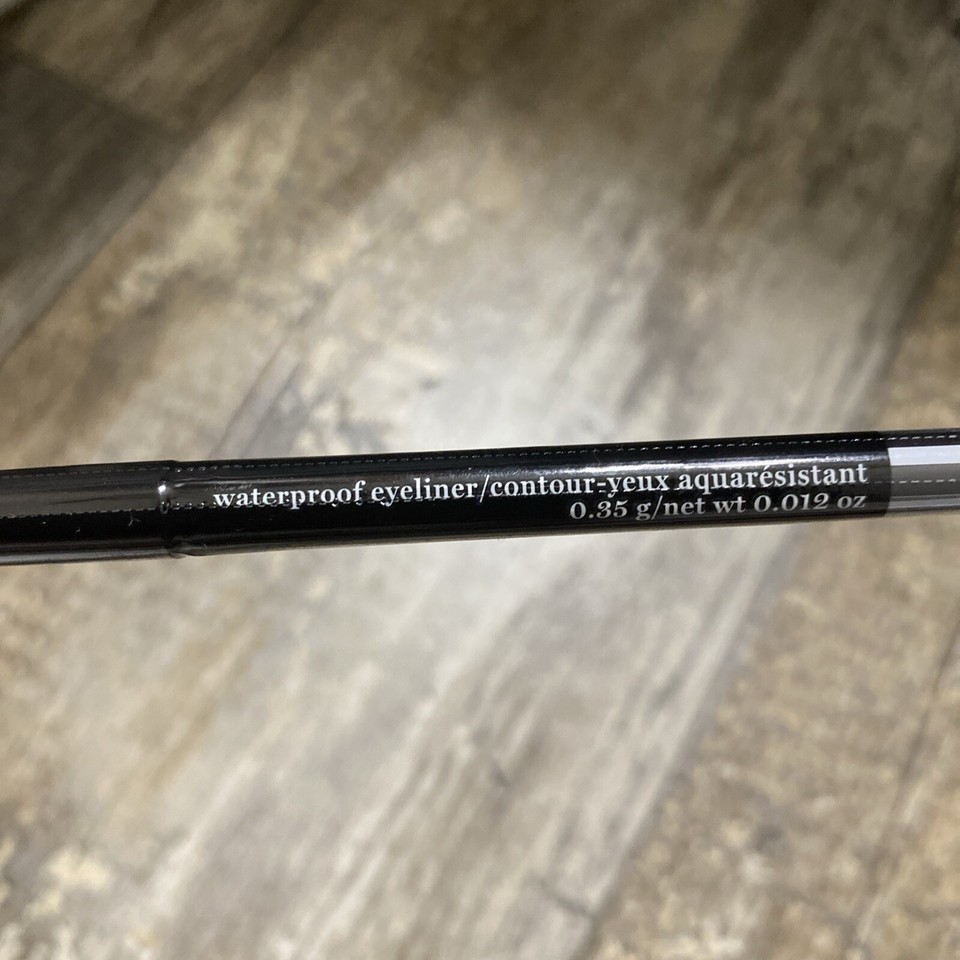 waterproof eyeliner/contour-yeux aquarésistant
0.35 g/net wt 0.012 oz